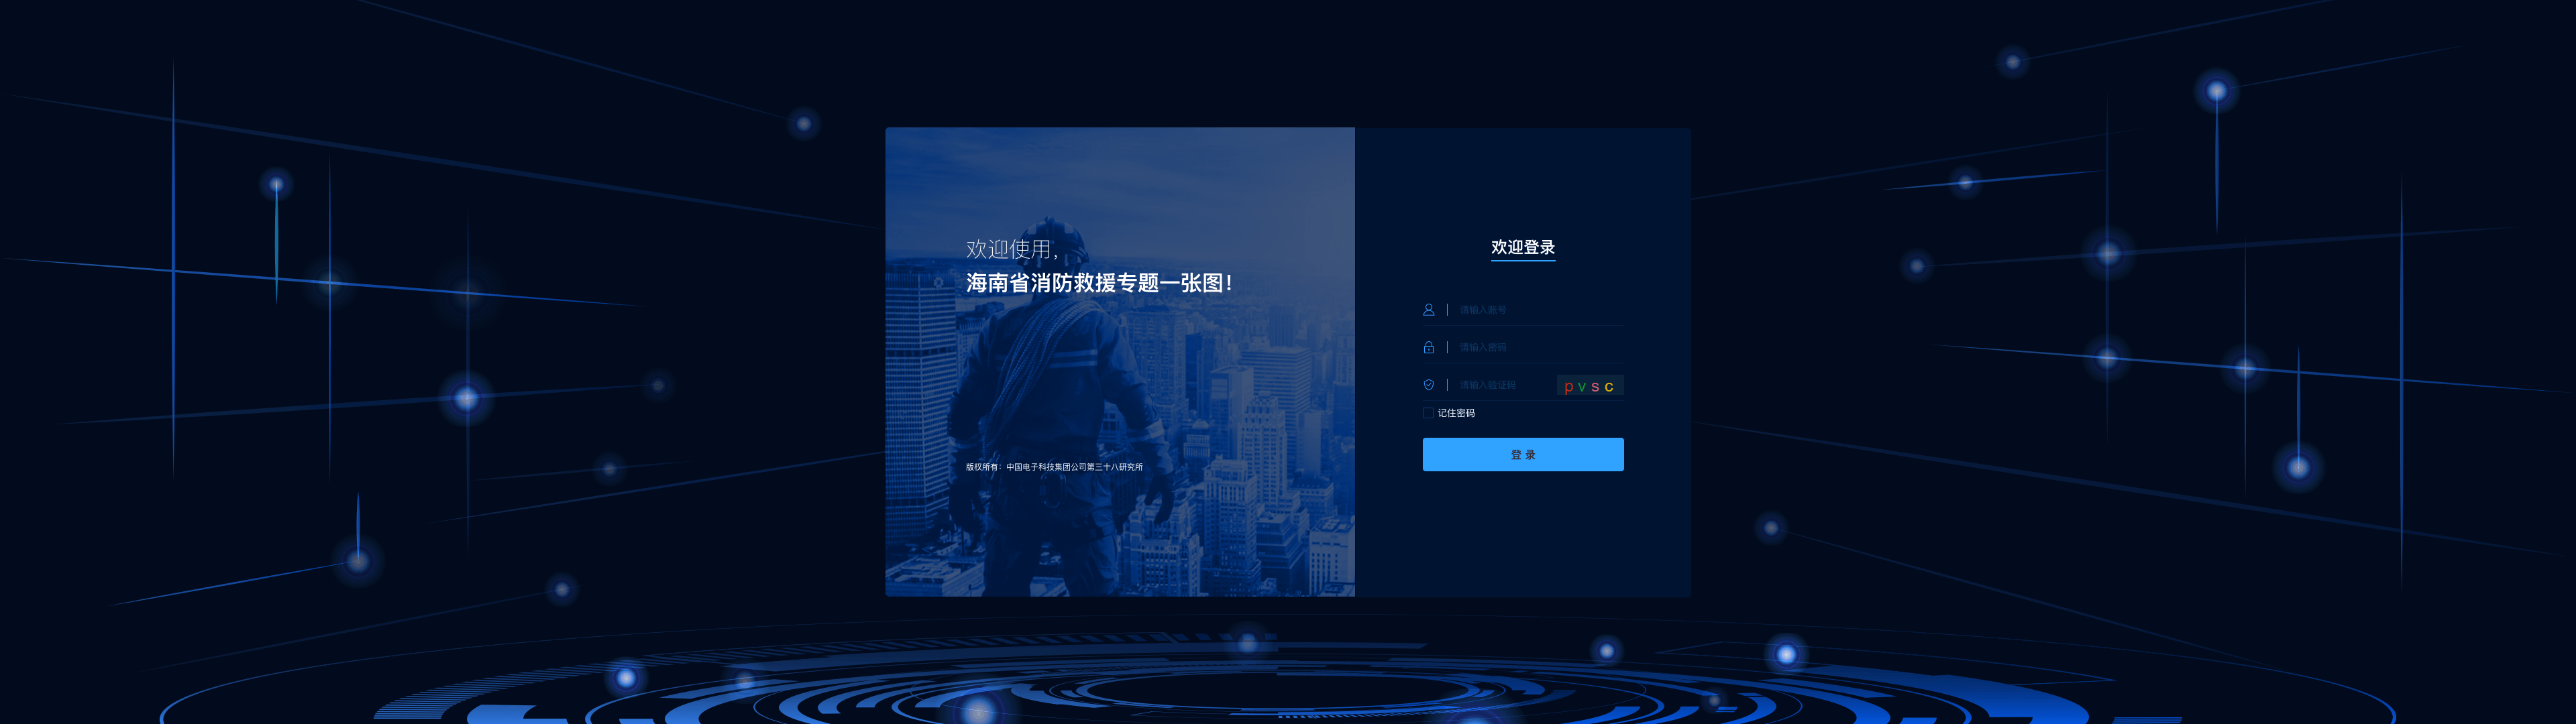 欢迎使用，
海南省消防救援专题一张图！
版权所有：中国电子科技集团公司第三十八研究所
欢迎登录
请输入账号
请输入密码
请输入验证码
pvsc
记住密码
登 录